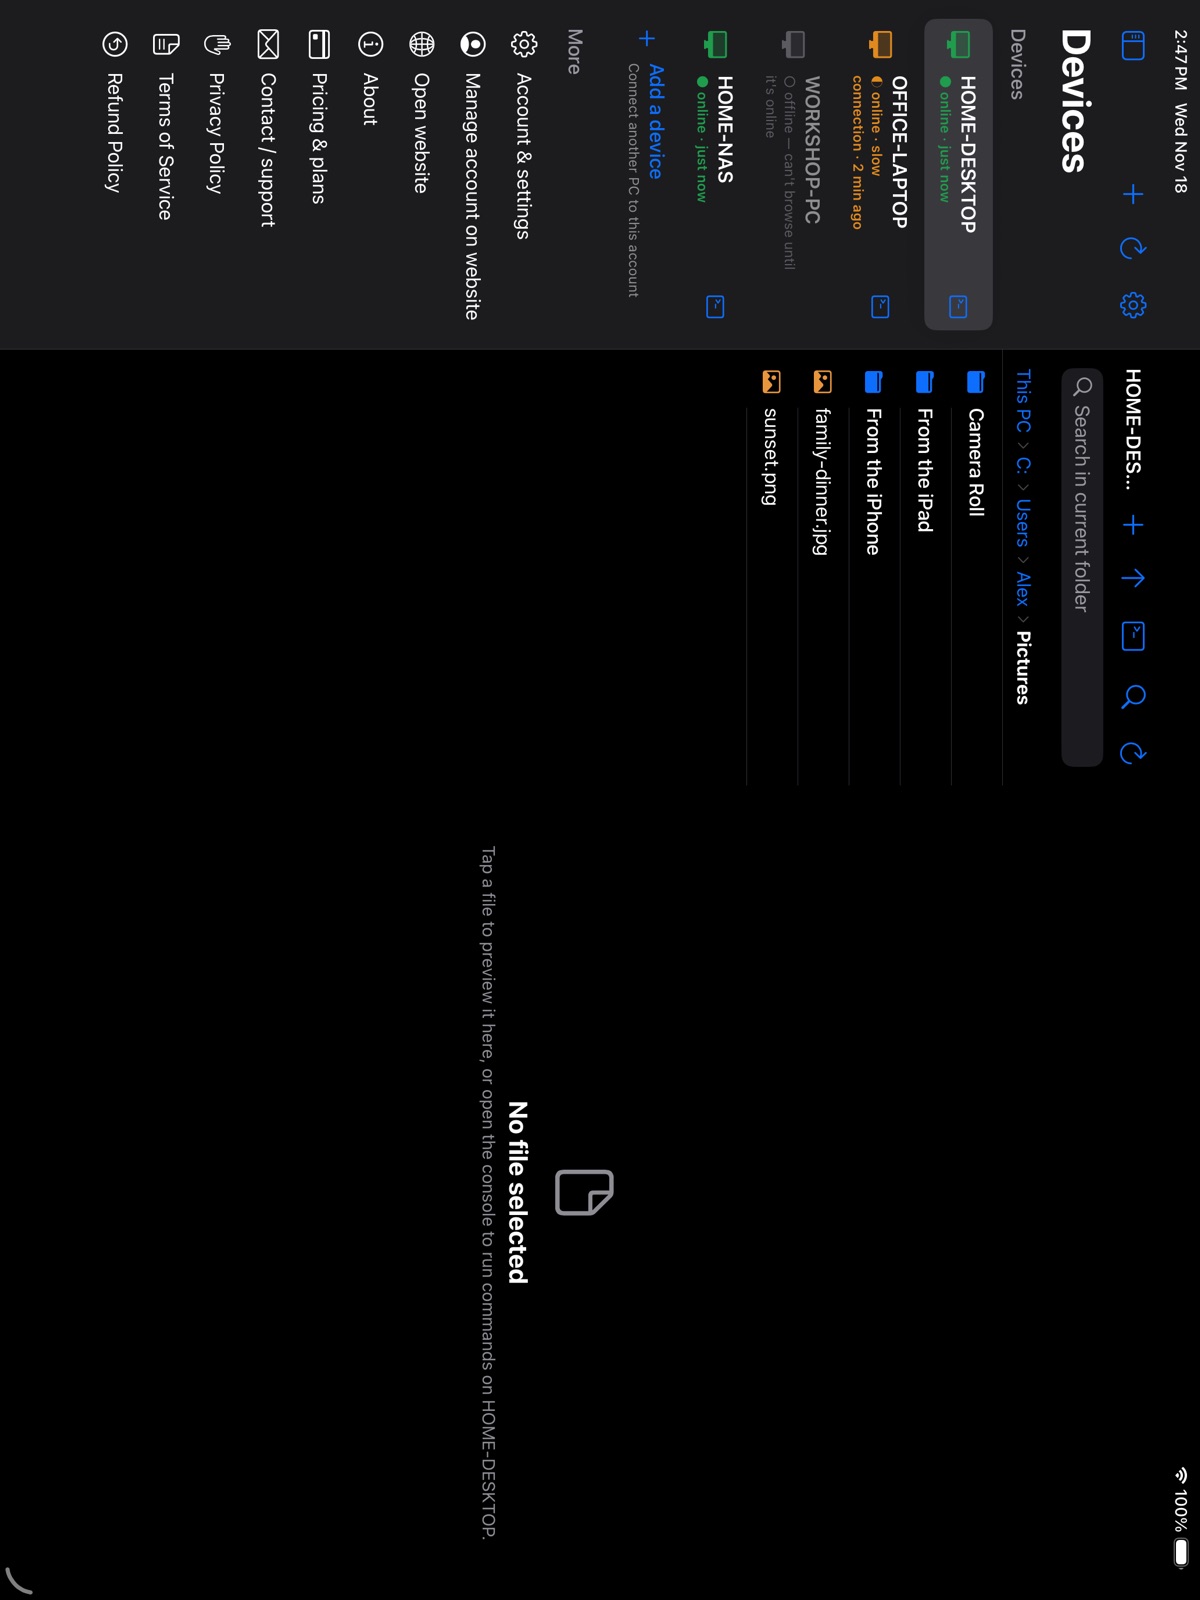 2:47 PM Wed Nov 18
100%
Devices
Devices
HOME-DESKTOP
online · just now
OFFICE-LAPTOP
online · slow
connection · 2 min ago
WORKSHOP-PC
offline — can't browse until
it's online
HOME-NAS
online · just now
Add a device
Connect another PC to this account
More
Account & settings
Manage account on website
Open website
About
Pricing & plans
Contact / support
Privacy Policy
Terms of Service
Refund Policy
HOME-DES...
Search in current folder
This PC > C: > Users > Alex > Pictures
Camera Roll
From the iPad
From the iPhone
family-dinner.jpg
sunset.png
No file selected
Tap a file to preview it here, or open the console to run commands on HOME-DESKTOP.